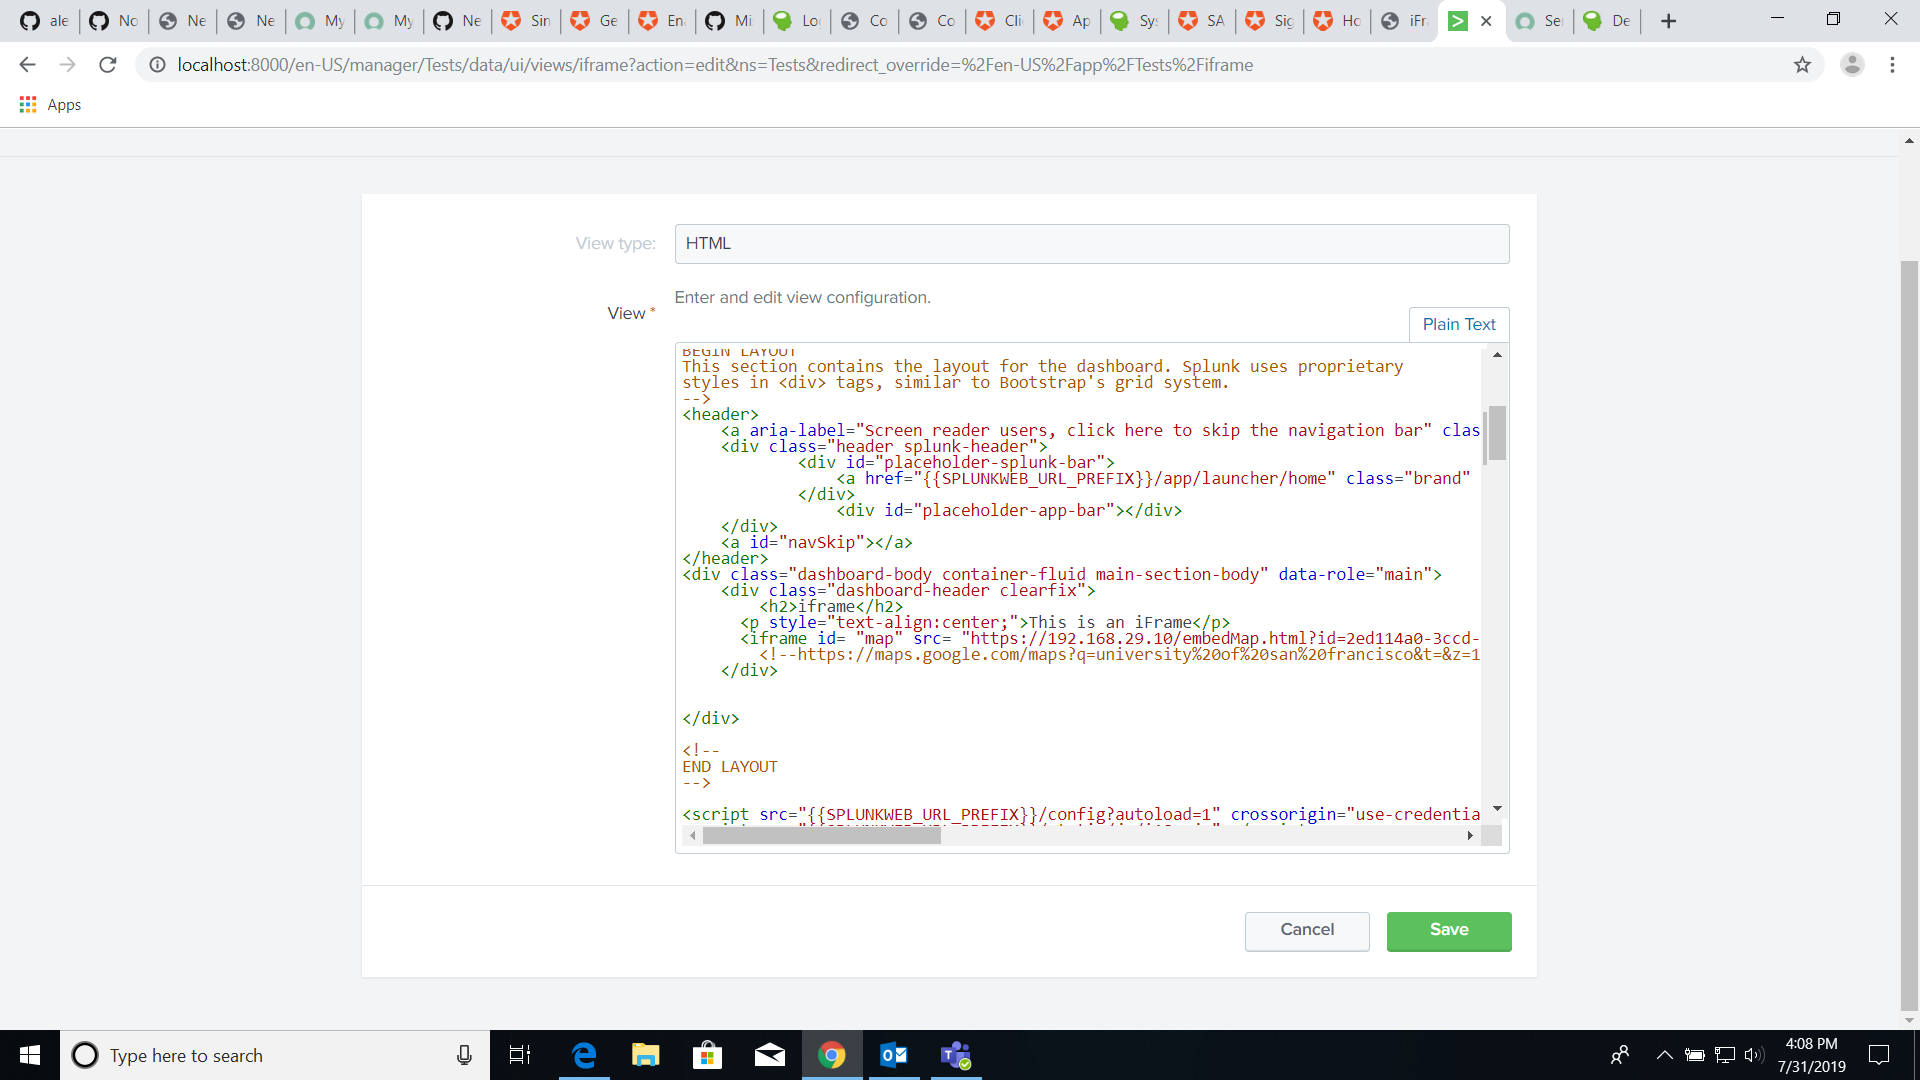 ale
No
Ne
Ne
My
My
Ne
Sin
Ge
Ena
Mi
Lo
Co
Co
Cli
Ap
Sys
SA
Sig
Ho
iFr
Ser
De
localhost:8000/en-US/manager/Tests/data/ui/views/iframe?action=edit&ns=Tests&redirect_override=%2Fen-US%2Fapp%2FTests%2Fiframe
Apps
View type:
HTML
Enter and edit view configuration.
View *
Plain Text
BEGIN LAYOUT
This section contains the layout for the dashboard. Splunk uses proprietary
styles in <div> tags, similar to Bootstrap's grid system.
-->
<header>
<a aria-label="Screen reader users, click here to skip the navigation bar" clas
<div class="header splunk-header">
<div id="placeholder-splunk-bar">
<a href="{{SPLUNKWEB_URL_PREFIX}}/app/launcher/home" class="brand"
</div>
<div id="placeholder-app-bar"></div>
</div>
<a id="navSkip"></a>
</header>
<div class="dashboard-body container-fluid main-section-body" data-role="main">
<div class="dashboard-header clearfix">
<h2>iframe</h2>
<p style="text-align:center;">This is an iFrame</p>
<iframe id= "map" src= "https://192.168.29.10/embedMap.html?id=2ed114a0-3ccd-
<!--https://maps.google.com/maps?q=university%20of%20san%20francisco&t=&z=1
</div>
</div>
<!--
END LAYOUT
-->
<script src="{{SPLUNKWEB_URL_PREFIX}}/config?autoload=1" crossorigin="use-credentia
Cancel
Save
Type here to search
4:08 PM
7/31/2019